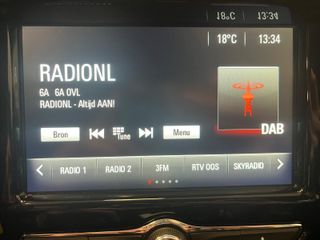 18°C 13:34
18°C 13:34
RADIONL
6A 6A OVL
RADIONL - Altijd AAN!
DAB
Bron Tune Menu
RADIO 1 RADIO 2 3FM RTV OOS SKYRADIO